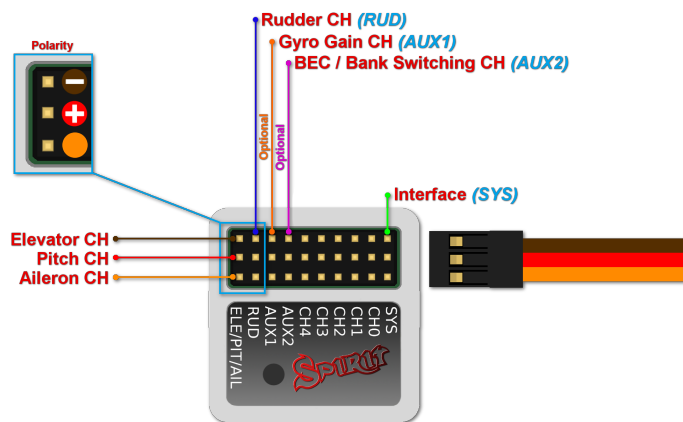 Rudder CH (RUD)
Polarity
Gyro Gain CH (AUX1)
BEC / Bank Switching CH (AUX2)
Optional
Optional
Interface (SYS)
Elevator CH
Pitch CH
Aileron CH
ELE/PIT/AIL
RUD
AUX1
AUX2
CH4
CH3
CH2
CH1
CH0
SYS
SPIRIT